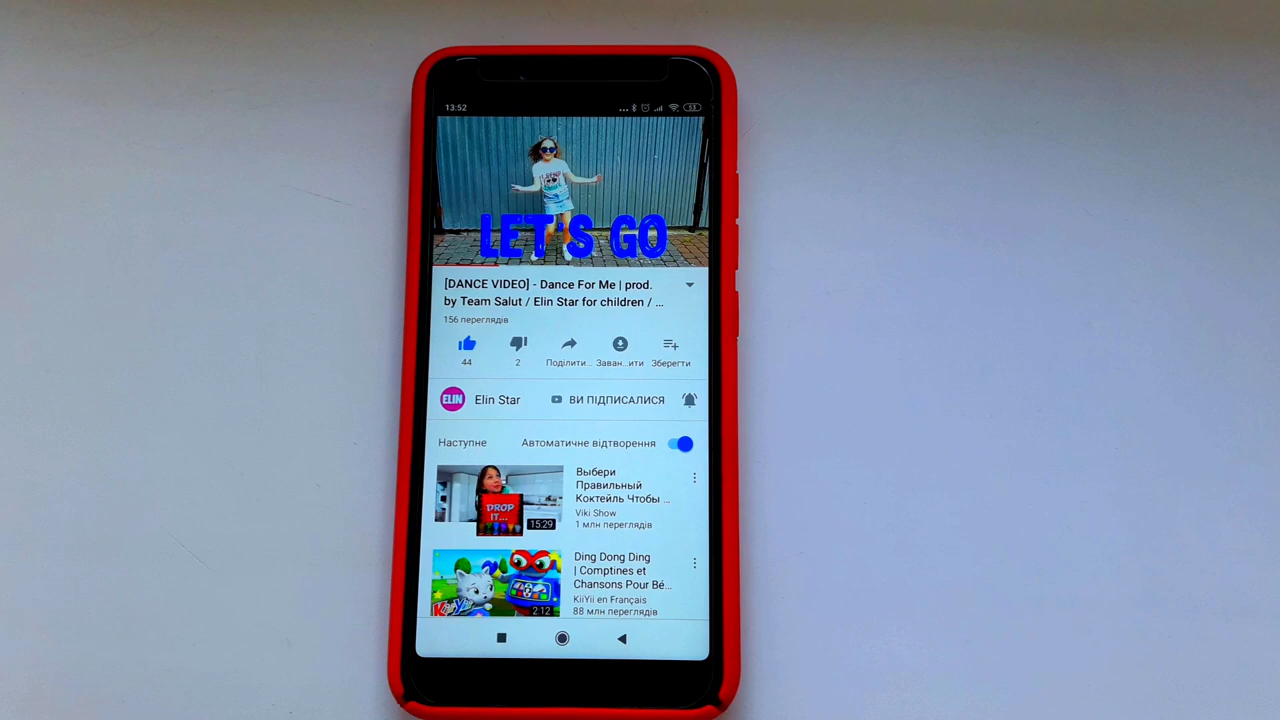 13:52
53
LET'S GO
[DANCE VIDEO] - Dance For Me | prod.
by Team Salut / Elin Star for children / ...
156 переглядів
44
2
Поділити...
Заван...ити
Зберегти
ELIN
Elin Star
ВИ ПІДПИСАЛИСЯ
Наступне
Автоматичне відтворення
DROP
IT...
15:29
Выбери
Правильный
Коктейль Чтобы ...
Viki Show
1 млн переглядів
KiiYii
2:12
Ding Dong Ding
| Comptines et
Chansons Pour Bé...
KiiYii en Français
88 млн переглядів